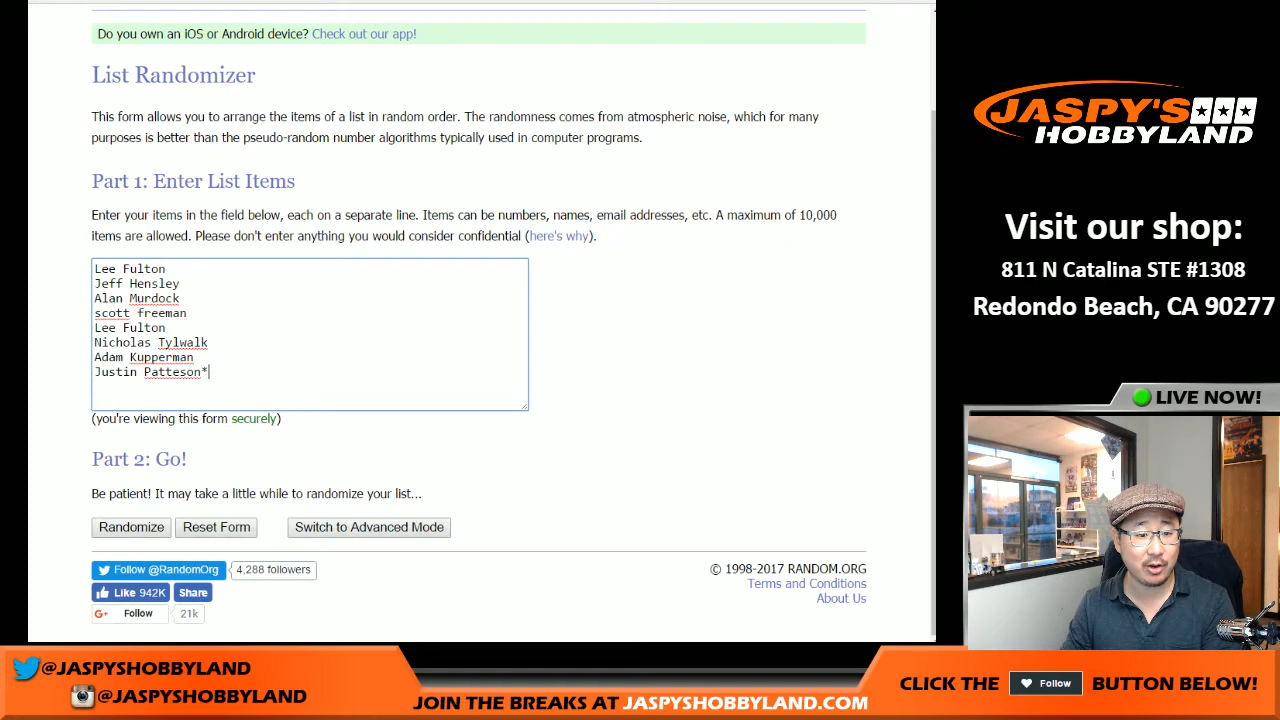 Do you own an iOS or Android device? Check out our app!
List Randomizer
This form allows you to arrange the items of a list in random order. The randomness comes from atmospheric noise, which for many
purposes is better than the pseudo-random number algorithms typically used in computer programs.
Part 1: Enter List Items
Enter your items in the field below, each on a separate line. Items can be numbers, names, email addresses, etc. A maximum of 10,000
items are allowed. Please don't enter anything you would consider confidential (here's why).
Lee Fulton
Jeff Hensley
Alan Murdock
scott freeman
Lee Fulton
Nicholas Tylwalk
Adam Kupperman
Justin Patteson*
(you're viewing this form securely)
Part 2: Go!
Be patient! It may take a little while to randomize your list...
Randomize Reset Form Switch to Advanced Mode
Follow @RandomOrg 4,288 followers
Like 942K Share
G+ Follow 21k
© 1998-2017 RANDOM.ORG
Terms and Conditions
About Us
JASPY'S
HOBBYLAND
Visit our shop:
811 N Catalina STE #1308
Redondo Beach, CA 90277
LIVE NOW!
@JASPYSHOBBYLAND
@JASPYSHOBBYLAND
JOIN THE BREAKS AT JASPYSHOBBYLAND.COM
CLICK THE Follow BUTTON BELOW!